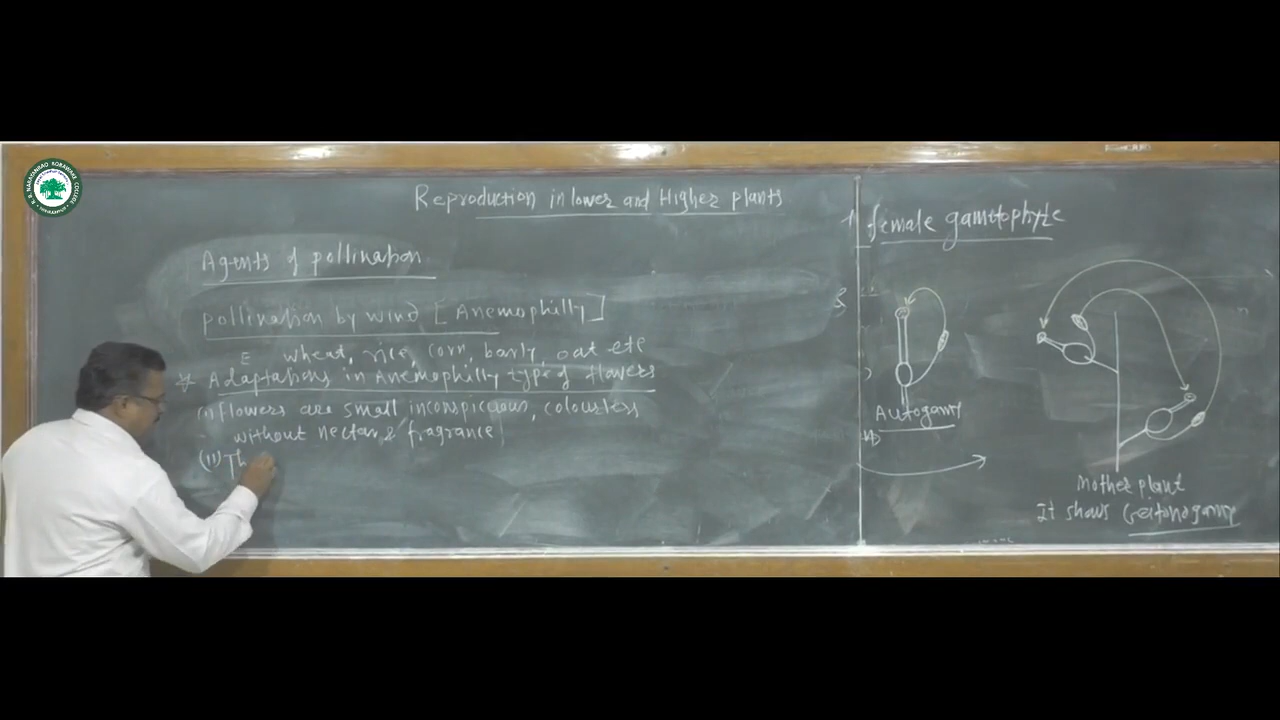 Reproduction in lower and Higher plants
Agents of pollination
pollination by wind [Anemophilly]
E wheat, rice, corn, barly, oat etc
* Adaptations in Anemophilly type of flowers
(i) flowers are small inconspicuous, colourless
without nectar & fragrance
(ii) Th
female gametophyte
Autogamy
Mother plant
It shows Geitonogamy